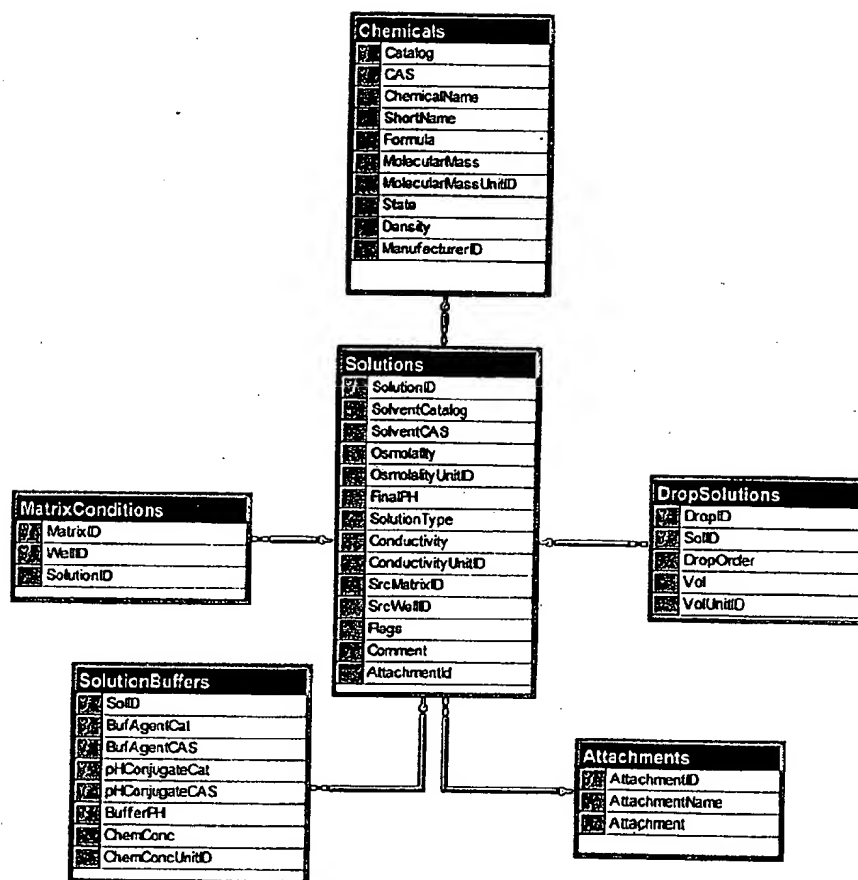 Chemicals
Catalog
CAS
ChemicalName
ShortName
Formula
MolecularMass
MolecularMassUnitID
State
Density
ManufacturerID
Solutions
SolutionID
SolventCatalog
SolventCAS
Osmolality
OsmolalityUnitID
FinalPH
SolutionType
Conductivity
ConductivityUnitID
SrcMatrixID
SrcWellID
Flags
Comment
AttachmentId
MatrixConditions
MatrixID
WellID
SolutionID
DropSolutions
DropID
SolID
DropOrder
Vol
VolUnitID
SolutionBuffers
SolID
BufAgentCat
BufAgentCAS
pHConjugateCat
pHConjugateCAS
BufferPH
ChemConc
ChemConcUnitID
Attachments
AttachmentID
AttachmentName
Attachment